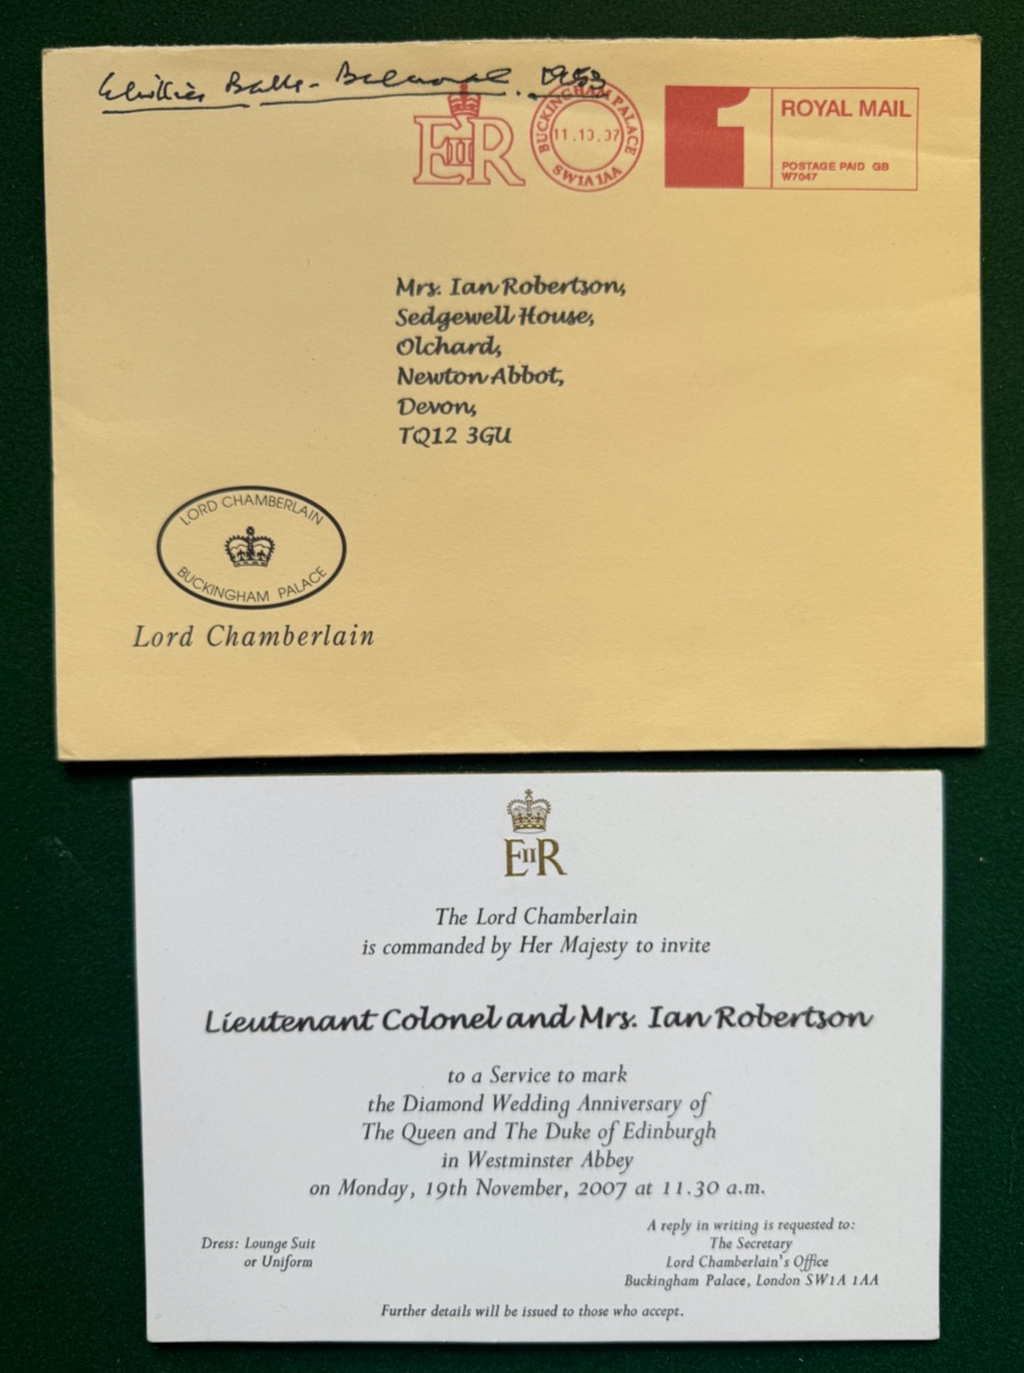 Ghillies Balls - Balmoral. 1953
EIIR
BUCKINGHAM PALACE
11.10.07
SW1A 1AA
1
ROYAL MAIL
POSTAGE PAID GB
W7047
Mrs. Ian Robertson,
Sedgewell House,
Olchard,
Newton Abbot,
Devon,
TQ12 3GU
LORD CHAMBERLAIN
BUCKINGHAM PALACE
Lord Chamberlain
EIIR
The Lord Chamberlain
is commanded by Her Majesty to invite
Lieutenant Colonel and Mrs. Ian Robertson
to a Service to mark
the Diamond Wedding Anniversary of
The Queen and The Duke of Edinburgh
in Westminster Abbey
on Monday, 19th November, 2007 at 11.30 a.m.
Dress: Lounge Suit
or Uniform
A reply in writing is requested to:
The Secretary
Lord Chamberlain's Office
Buckingham Palace, London SW1A 1AA
Further details will be issued to those who accept.